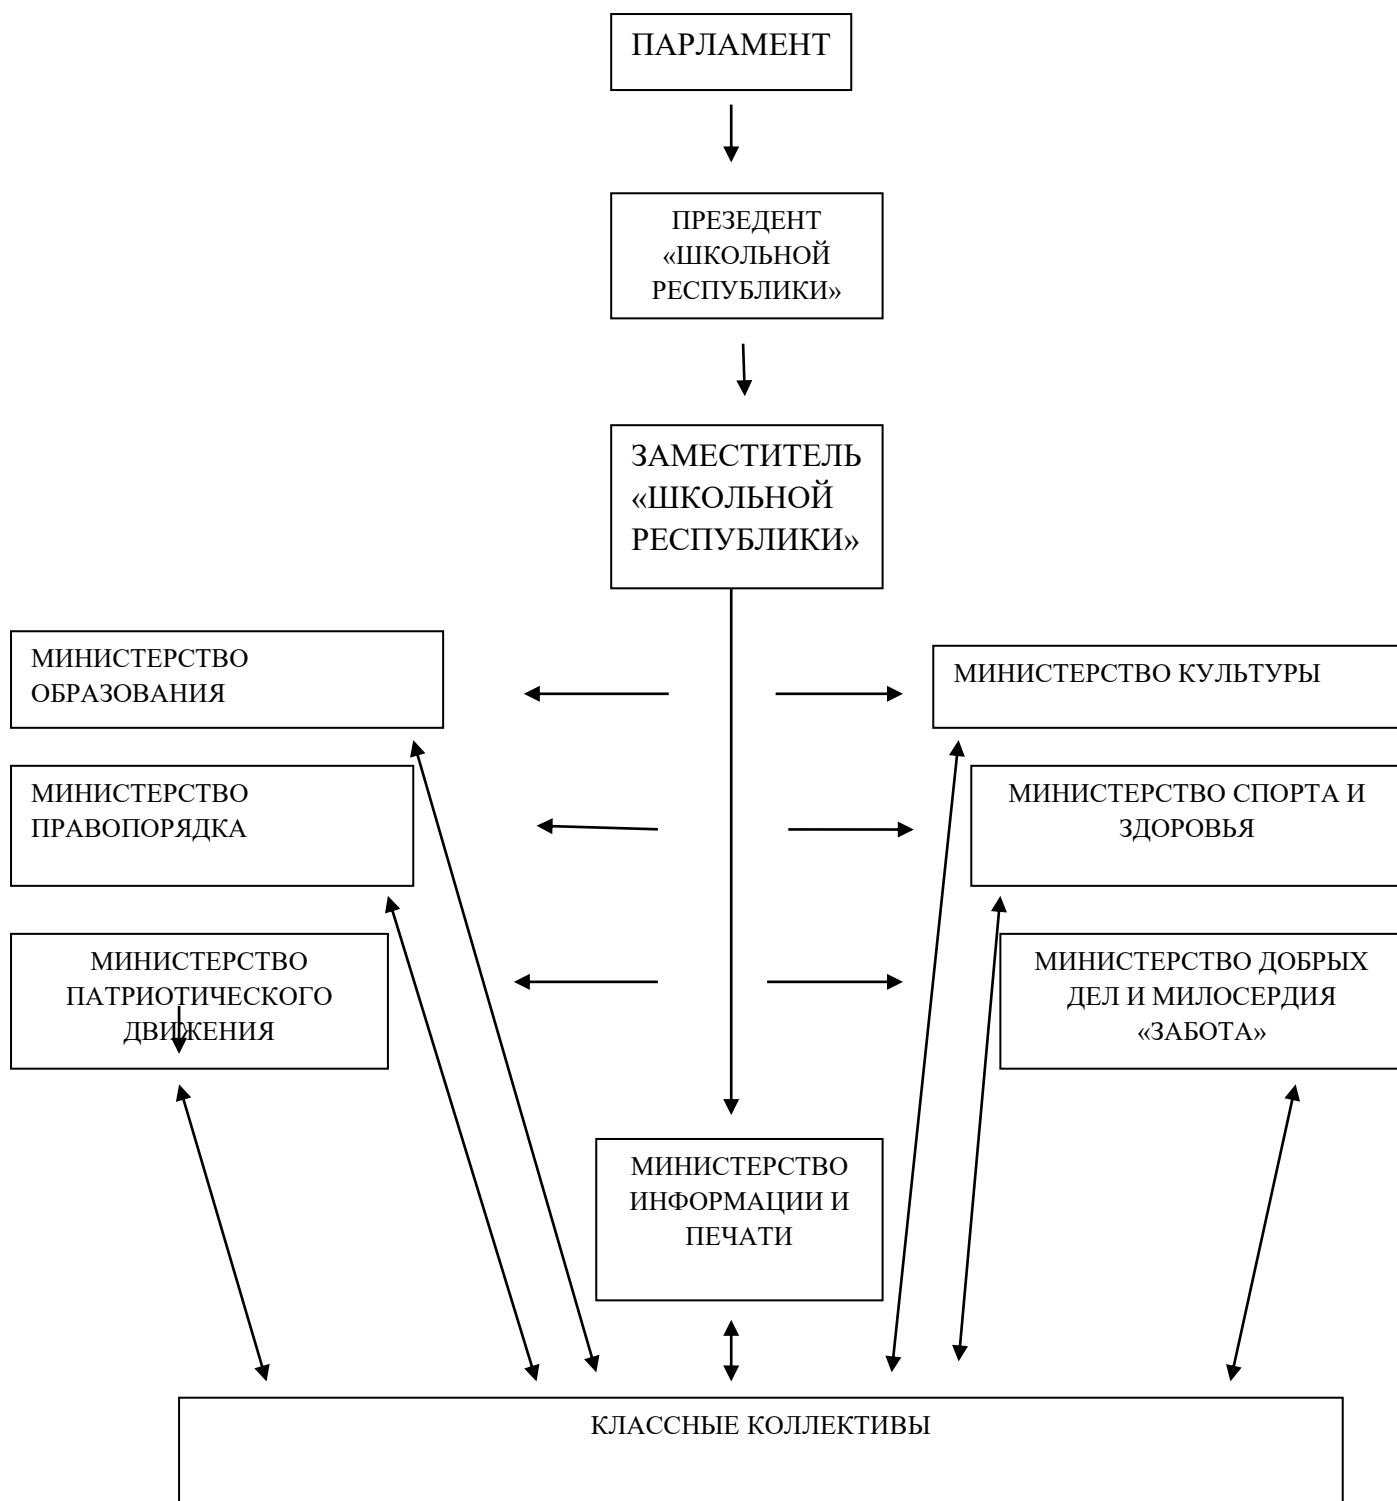 ПАРЛАМЕНТ
ПРЕЗЕДЕНТ
«ШКОЛЬНОЙ
РЕСПУБЛИКИ»
ЗАМЕСТИТЕЛЬ
«ШКОЛЬНОЙ
РЕСПУБЛИКИ»
МИНИСТЕРСТВО
ОБРАЗОВАНИЯ
МИНИСТЕРСТВО КУЛЬТУРЫ
МИНИСТЕРСТВО
ПРАВОПОРЯДКА
МИНИСТЕРСТВО СПОРТА И
ЗДОРОВЬЯ
МИНИСТЕРСТВО
ПАТРИОТИЧЕСКОГО
ДВИЖЕНИЯ
МИНИСТЕРСТВО ДОБРЫХ
ДЕЛ И МИЛОСЕРДИЯ
«ЗАБОТА»
МИНИСТЕРСТВО
ИНФОРМАЦИИ И
ПЕЧАТИ
КЛАССНЫЕ КОЛЛЕКТИВЫ